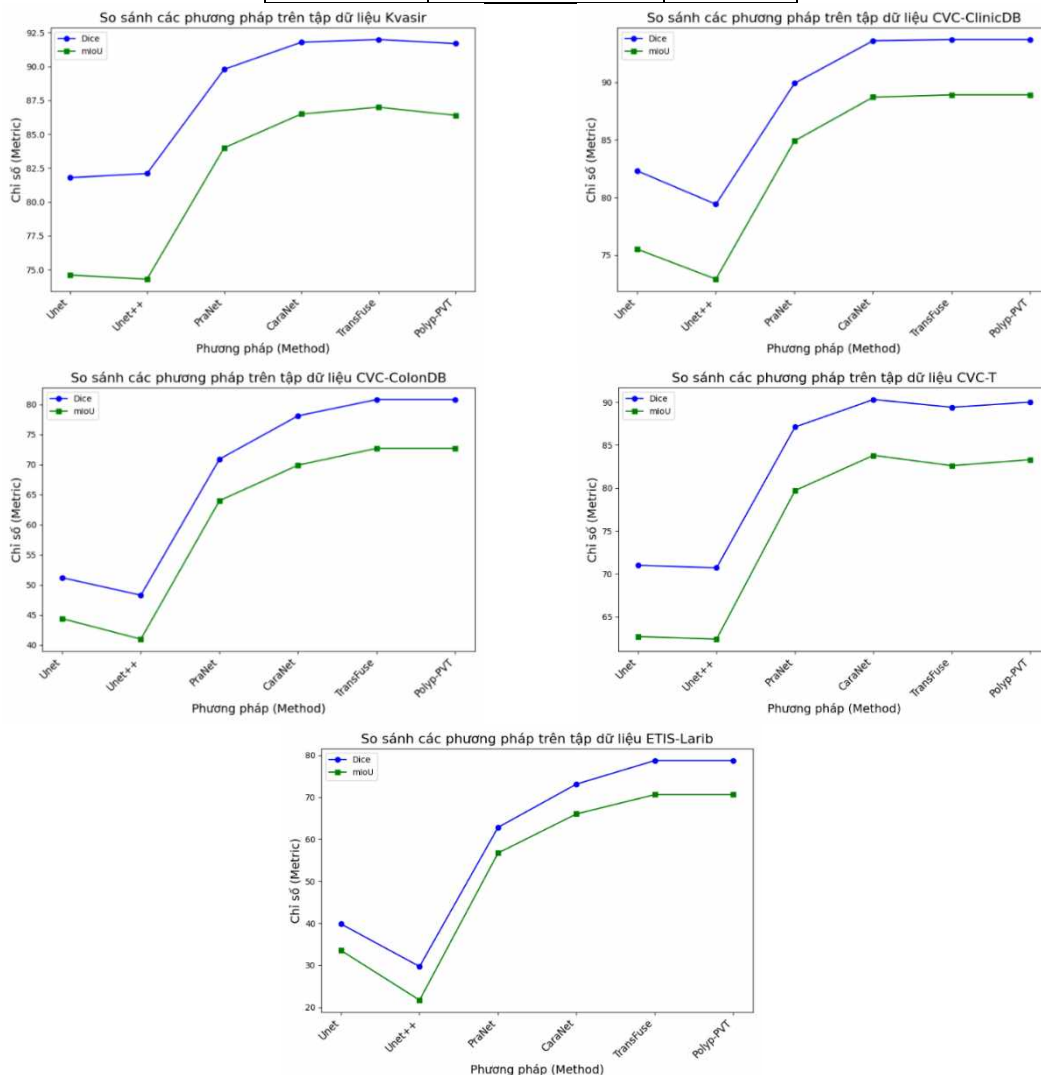 So sánh các phương pháp trên tập dữ liệu Kvasir
Dice
mIoU
92.5
90.0
87.5
85.0
82.5
80.0
77.5
75.0
Chỉ số (Metric)
Unet
Unet++
PraNet
CaraNet
TransFuse
Polyp-PVT
Phương pháp (Method)
So sánh các phương pháp trên tập dữ liệu CVC-ClinicDB
Dice
mIoU
90
85
80
75
Chỉ số (Metric)
Unet
Unet++
PraNet
CaraNet
TransFuse
Polyp-PVT
Phương pháp (Method)
So sánh các phương pháp trên tập dữ liệu CVC-ColonDB
Dice
mIoU
80
75
70
65
60
55
50
45
40
Chỉ số (Metric)
Unet
Unet++
PraNet
CaraNet
TransFuse
Polyp-PVT
Phương pháp (Method)
So sánh các phương pháp trên tập dữ liệu CVC-T
Dice
mIoU
90
85
80
75
70
65
Chỉ số (Metric)
Unet
Unet++
PraNet
CaraNet
TransFuse
Polyp-PVT
Phương pháp (Method)
So sánh các phương pháp trên tập dữ liệu ETIS-Larib
Dice
mIoU
80
70
60
50
40
30
20
Chỉ số (Metric)
Unet
Unet++
PraNet
CaraNet
TransFuse
Polyp-PVT
Phương pháp (Method)